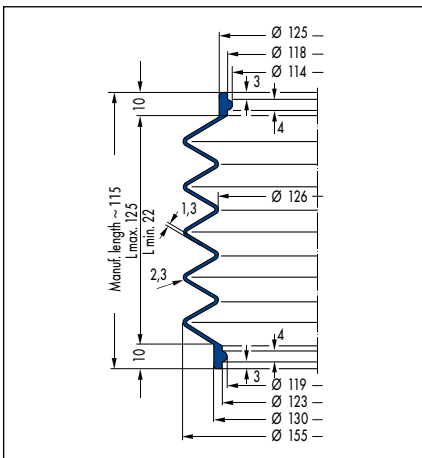 Ø 125
Ø 118
Ø 114
3
10
4
Manuf. length ~ 115
L max. 125
L min. 22
Ø 126
1,3
2,3
4
10
3
Ø 119
Ø 123
Ø 130
Ø 155